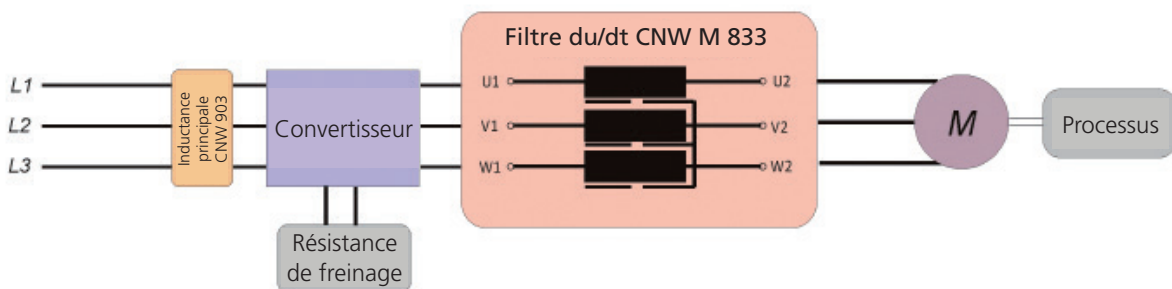 Filtre du/dt CNW M 833
L1
L2
L3
Inductance
principale
CNW 903
Convertisseur
Résistance
de freinage
U1
U2
V1
V2
W1
W2
M
Processus